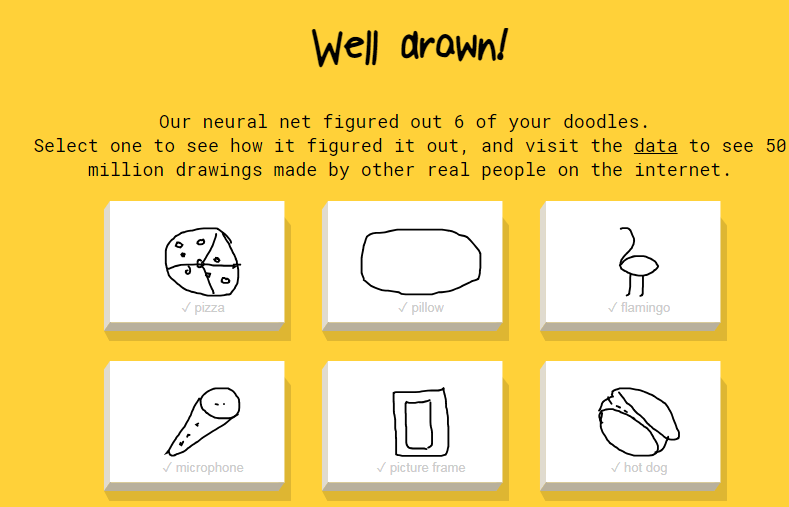 Well drawn!
Our neural net figured out 6 of your doodles.
Select one to see how it figured it out, and visit the data to see 50
million drawings made by other real people on the internet.
✓ pizza
✓ pillow
✓ flamingo
✓ microphone
✓ picture frame
✓ hot dog